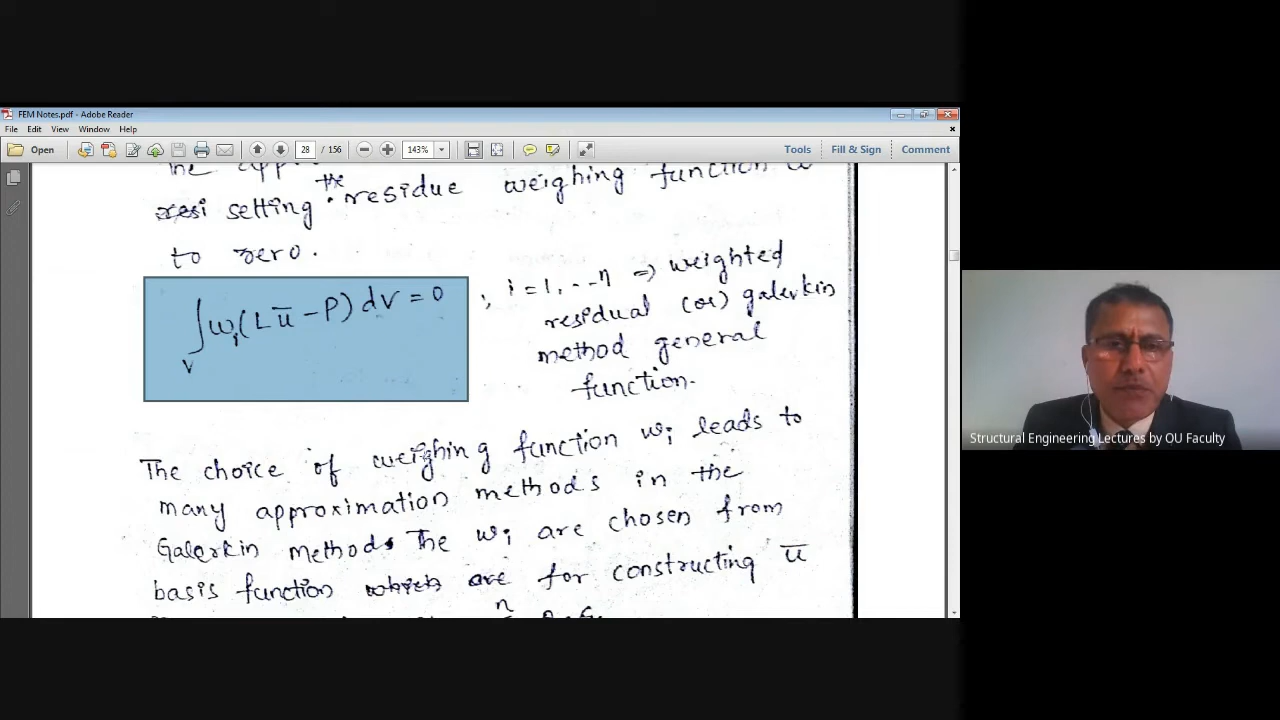 FEM Notes.pdf - Adobe Reader
File Edit View Window Help
Open 28 / 156 143% Tools Fill & Sign Comment
the
resi setting residue weighing function w
to zero.
∫ wi(Lū - P) dV = 0
V
; i = 1, ...n => weighted
residual (or) galerkin
method general
function.
The choice of weighing function wi leads to
many approximation methods in the
Galerkin methods The wi are chosen from
basis function which are for constructing ū
n
Structural Engineering Lectures by OU Faculty